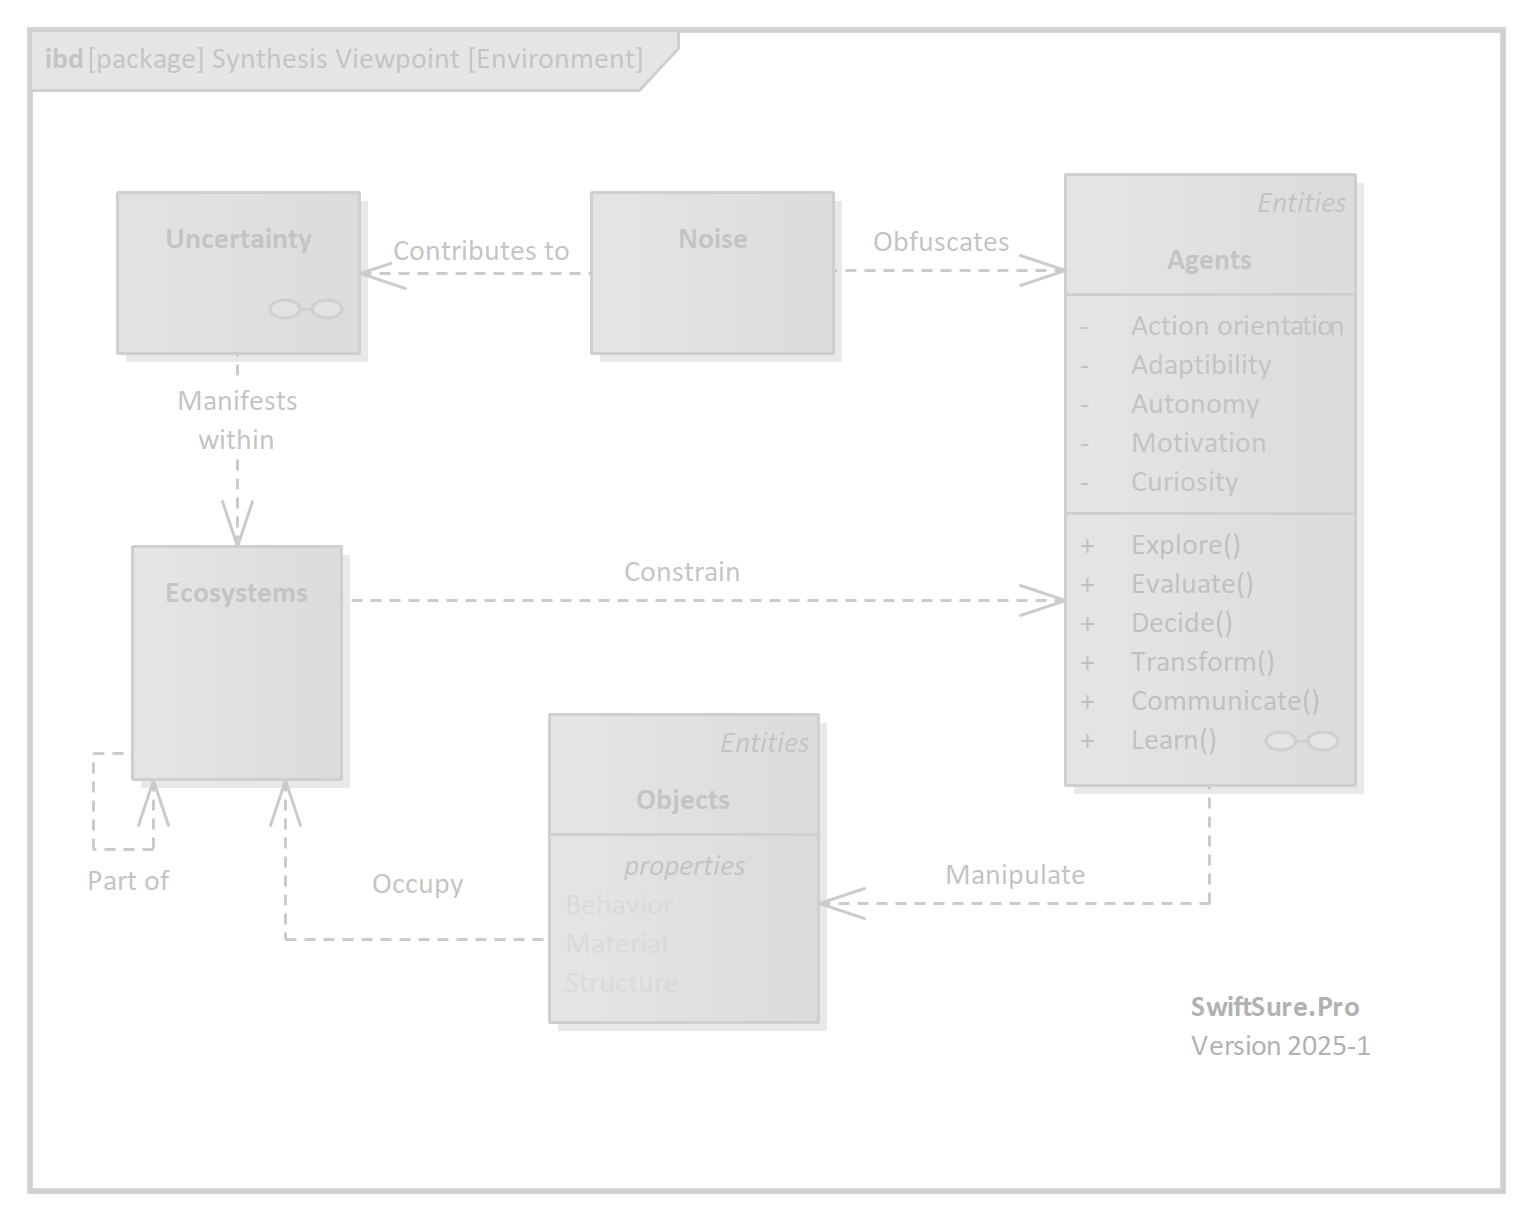 ibd [package] Synthesis Viewpoint [Environment]
Uncertainty
Contributes to
Noise
Obfuscates
Entities
Agents
- Action orientation
- Adaptibility
- Autonomy
- Motivation
- Curiosity
+ Explore()
+ Evaluate()
+ Decide()
+ Transform()
+ Communicate()
+ Learn()
Manifests
within
Ecosystems
Constrain
Part of
Occupy
Entities
Objects
properties
Behavior
Material
Structure
Manipulate
SwiftSure.Pro
Version 2025-1